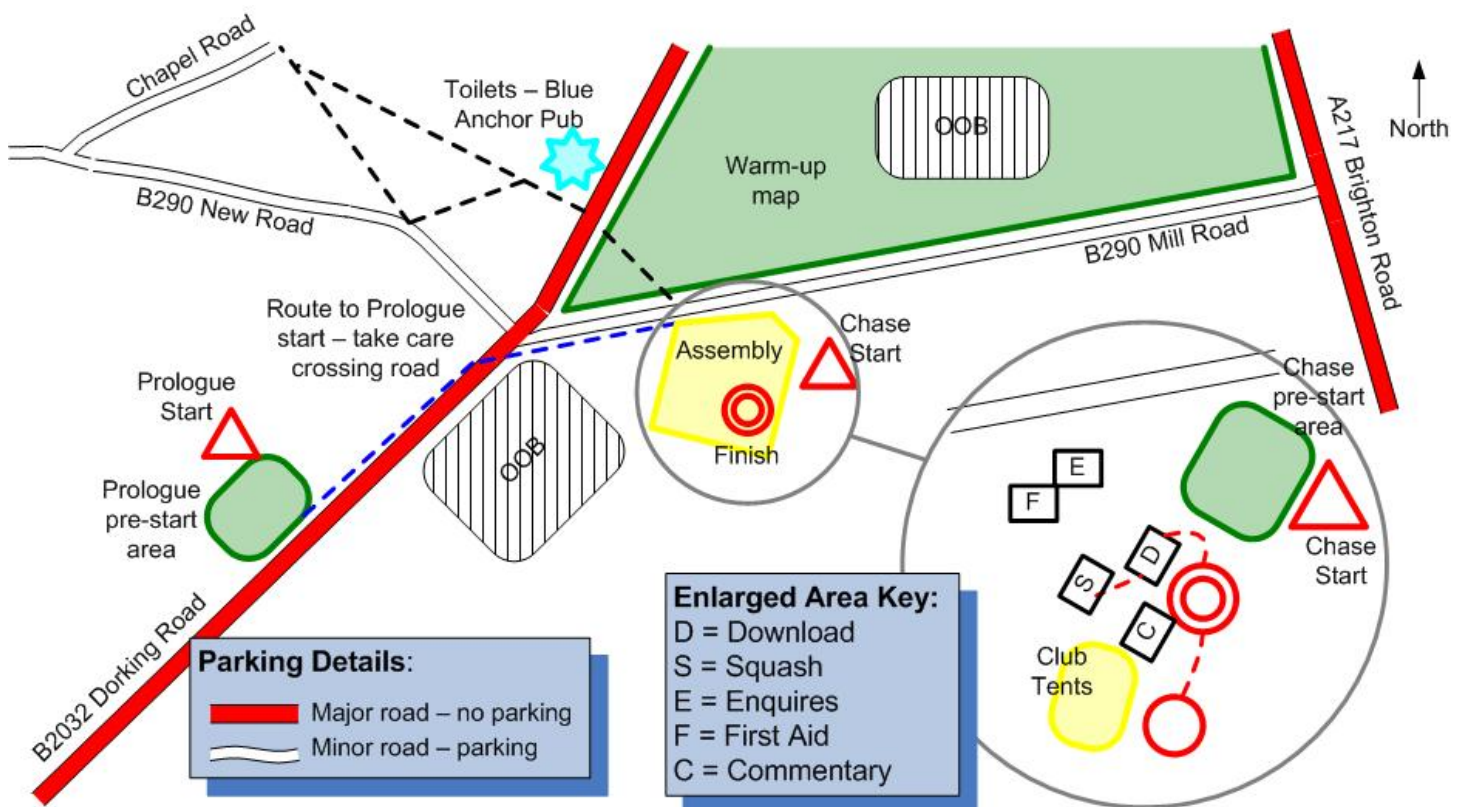 Chapel Road
Toilets – Blue
Anchor Pub
OOB
A217 Brighton Road
North
Warm-up
map
B290 New Road
B290 Mill Road
Route to Prologue
start – take care
crossing road
Assembly
Chase
Start
Prologue
Start
OOB
Finish
Prologue
pre-start
area
Chase
pre-start
area
E
F
D
S
C
Chase
Start
Club
Tents
B2032 Dorking Road
Parking Details:
Major road – no parking
Minor road – parking
Enlarged Area Key:
D = Download
S = Squash
E = Enquires
F = First Aid
C = Commentary